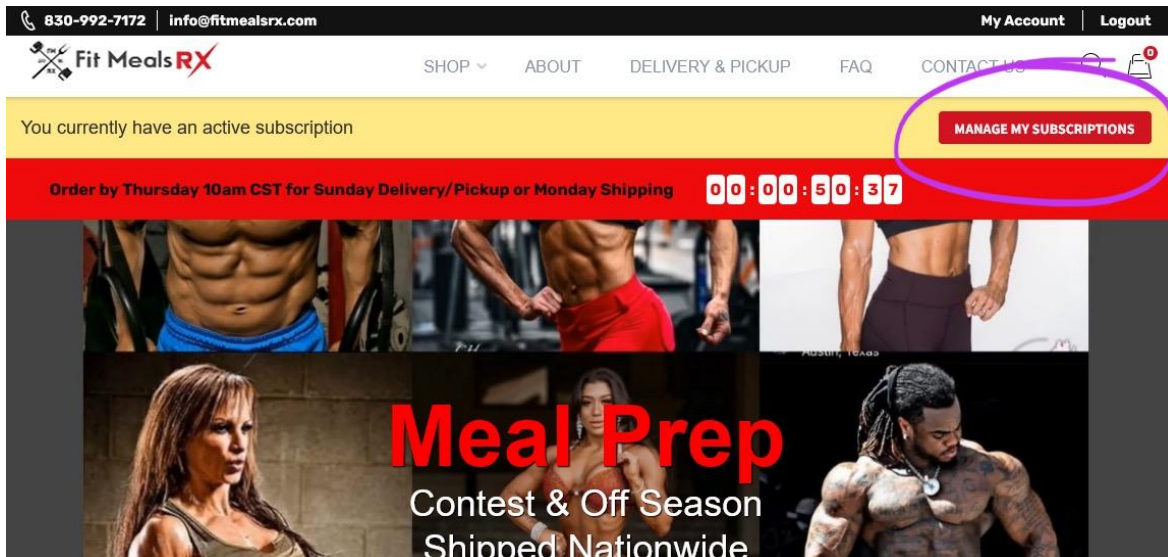 830-992-7172 | info@fitmealsrx.com My Account | Logout
Fit Meals RX
SHOP ABOUT DELIVERY & PICKUP FAQ CONTACT US 0
You currently have an active subscription MANAGE MY SUBSCRIPTIONS
Order by Thursday 10am CST for Sunday Delivery/Pickup or Monday Shipping 00:00:50:37
Austin, Texas
Meal Prep
Contest & Off Season
Shipped Nationwide